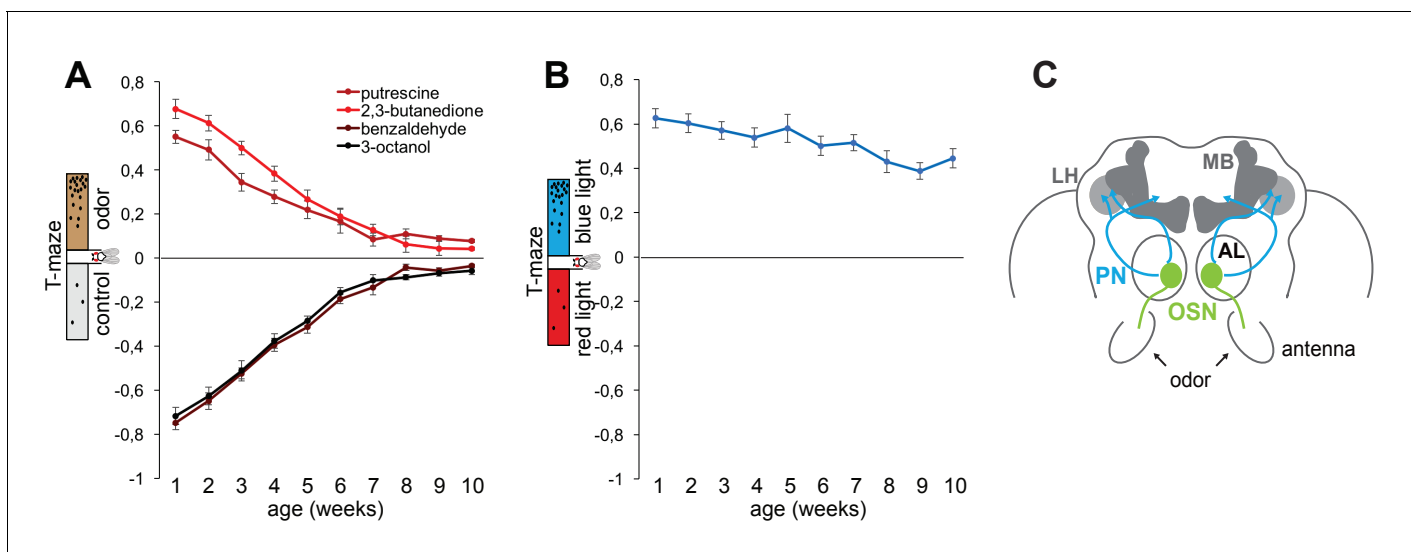 A
T-maze
odor
control
0,8
0,6
0,4
0,2
0
-0,2
-0,4
-0,6
-0,8
-1
putrescine
2,3-butanedione
benzaldehyde
3-octanol
1 2 3 4 5 6 7 8 9 10
age (weeks)
B
T-maze
blue light
red light
0,8
0,6
0,4
0,2
0
-0,2
-0,4
-0,6
-0,8
-1
1 2 3 4 5 6 7 8 9 10
age (weeks)
C
LH
MB
AL
PN
OSN
antenna
odor